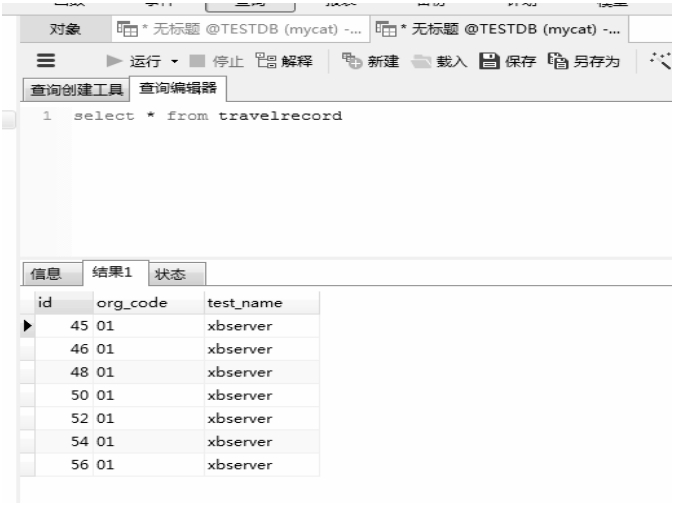 对象 * 无标题 @TESTDB (mycat) -... * 无标题 @TESTDB (mycat) -...
运行 停止 解释 新建 载入 保存 另存为
查询创建工具 查询编辑器
1 select * from travelrecord
信息 结果1 状态
id org_code test_name
45 01 xbserver
46 01 xbserver
48 01 xbserver
50 01 xbserver
52 01 xbserver
54 01 xbserver
56 01 xbserver